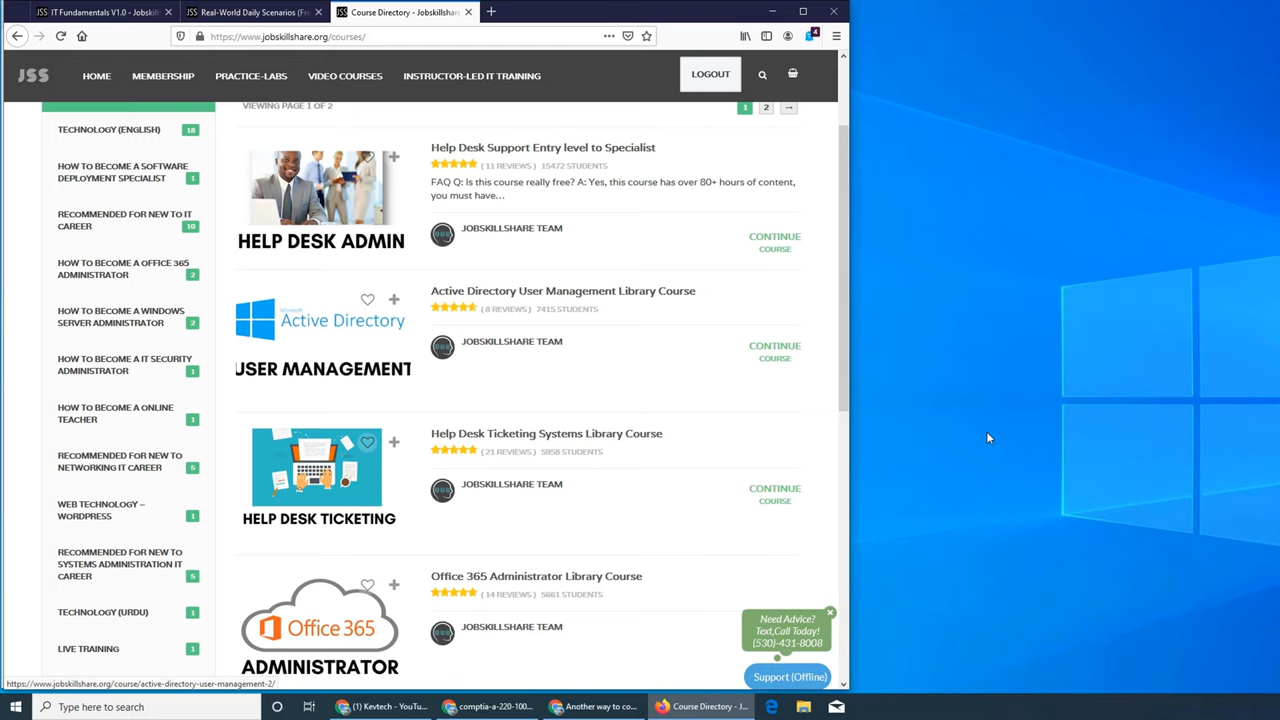 IT Fundamentals V1.0 - Jobskil
Real-World Daily Scenarios (Fr
Course Directory - Jobskillshare
https://www.jobskillshare.org/courses/
4
JSS
HOME
MEMBERSHIP
PRACTICE-LABS
VIDEO COURSES
INSTRUCTOR-LED IT TRAINING
LOGOUT
VIEWING PAGE 1 OF 2
1
2
→
TECHNOLOGY (ENGLISH)
18
HOW TO BECOME A SOFTWARE
DEPLOYMENT SPECIALIST
1
RECOMMENDED FOR NEW TO IT
CAREER
10
HOW TO BECOME A OFFICE 365
ADMINISTRATOR
2
HOW TO BECOME A WINDOWS
SERVER ADMINISTRATOR
2
HOW TO BECOME A IT SECURITY
ADMINISTRATOR
1
HOW TO BECOME A ONLINE
TEACHER
1
RECOMMENDED FOR NEW TO
NETWORKING IT CAREER
5
WEB TECHNOLOGY –
WORDPRESS
1
RECOMMENDED FOR NEW TO
SYSTEMS ADMINISTRATION IT
CAREER
5
TECHNOLOGY (URDU)
1
LIVE TRAINING
1
HELP DESK ADMIN
Help Desk Support Entry level to Specialist
( 11 REVIEWS ) 15472 STUDENTS
FAQ Q: Is this course really free? A: Yes, this course has over 80+ hours of content,
you must have…
JOBSKILLSHARE TEAM
CONTINUE
COURSE
Microsoft
Active Directory
USER MANAGEMENT
Active Directory User Management Library Course
( 8 REVIEWS ) 7415 STUDENTS
JOBSKILLSHARE TEAM
CONTINUE
COURSE
HELP DESK TICKETING
Help Desk Ticketing Systems Library Course
( 21 REVIEWS ) 5958 STUDENTS
JOBSKILLSHARE TEAM
CONTINUE
COURSE
Office 365
ADMINISTRATOR
Office 365 Administrator Library Course
( 14 REVIEWS ) 5661 STUDENTS
JOBSKILLSHARE TEAM
Need Advice?
Text,Call Today!
(530)-431-8008
Support (Offline)
https://www.jobskillshare.org/course/active-directory-user-management-2/
Type here to search
(1) Kevtech - YouTu...
comptia-a-220-100...
Another way to co...
Course Directory - J...